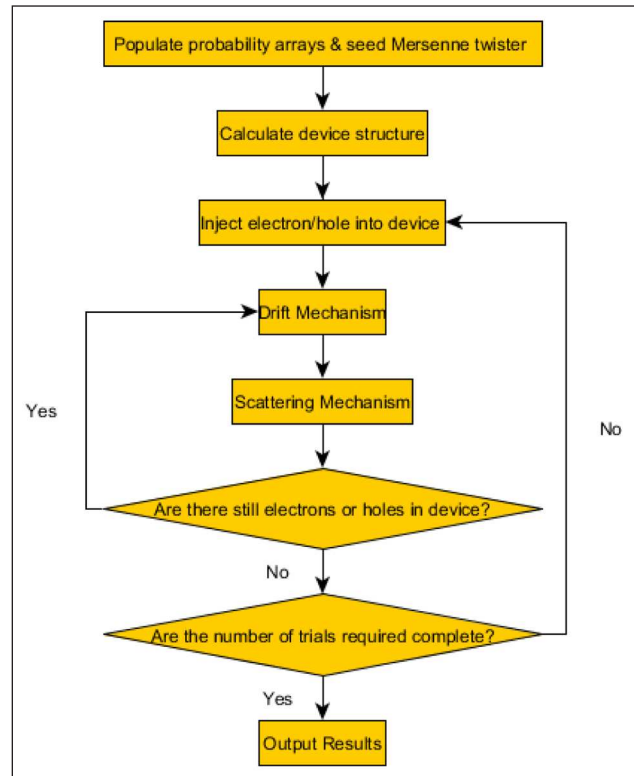 Populate probability arrays & seed Mersenne twister
Calculate device structure
Inject electron/hole into device
Drift Mechanism
Scattering Mechanism
Yes
No
Are there still electrons or holes in device?
No
Are the number of trials required complete?
Yes
Output Results